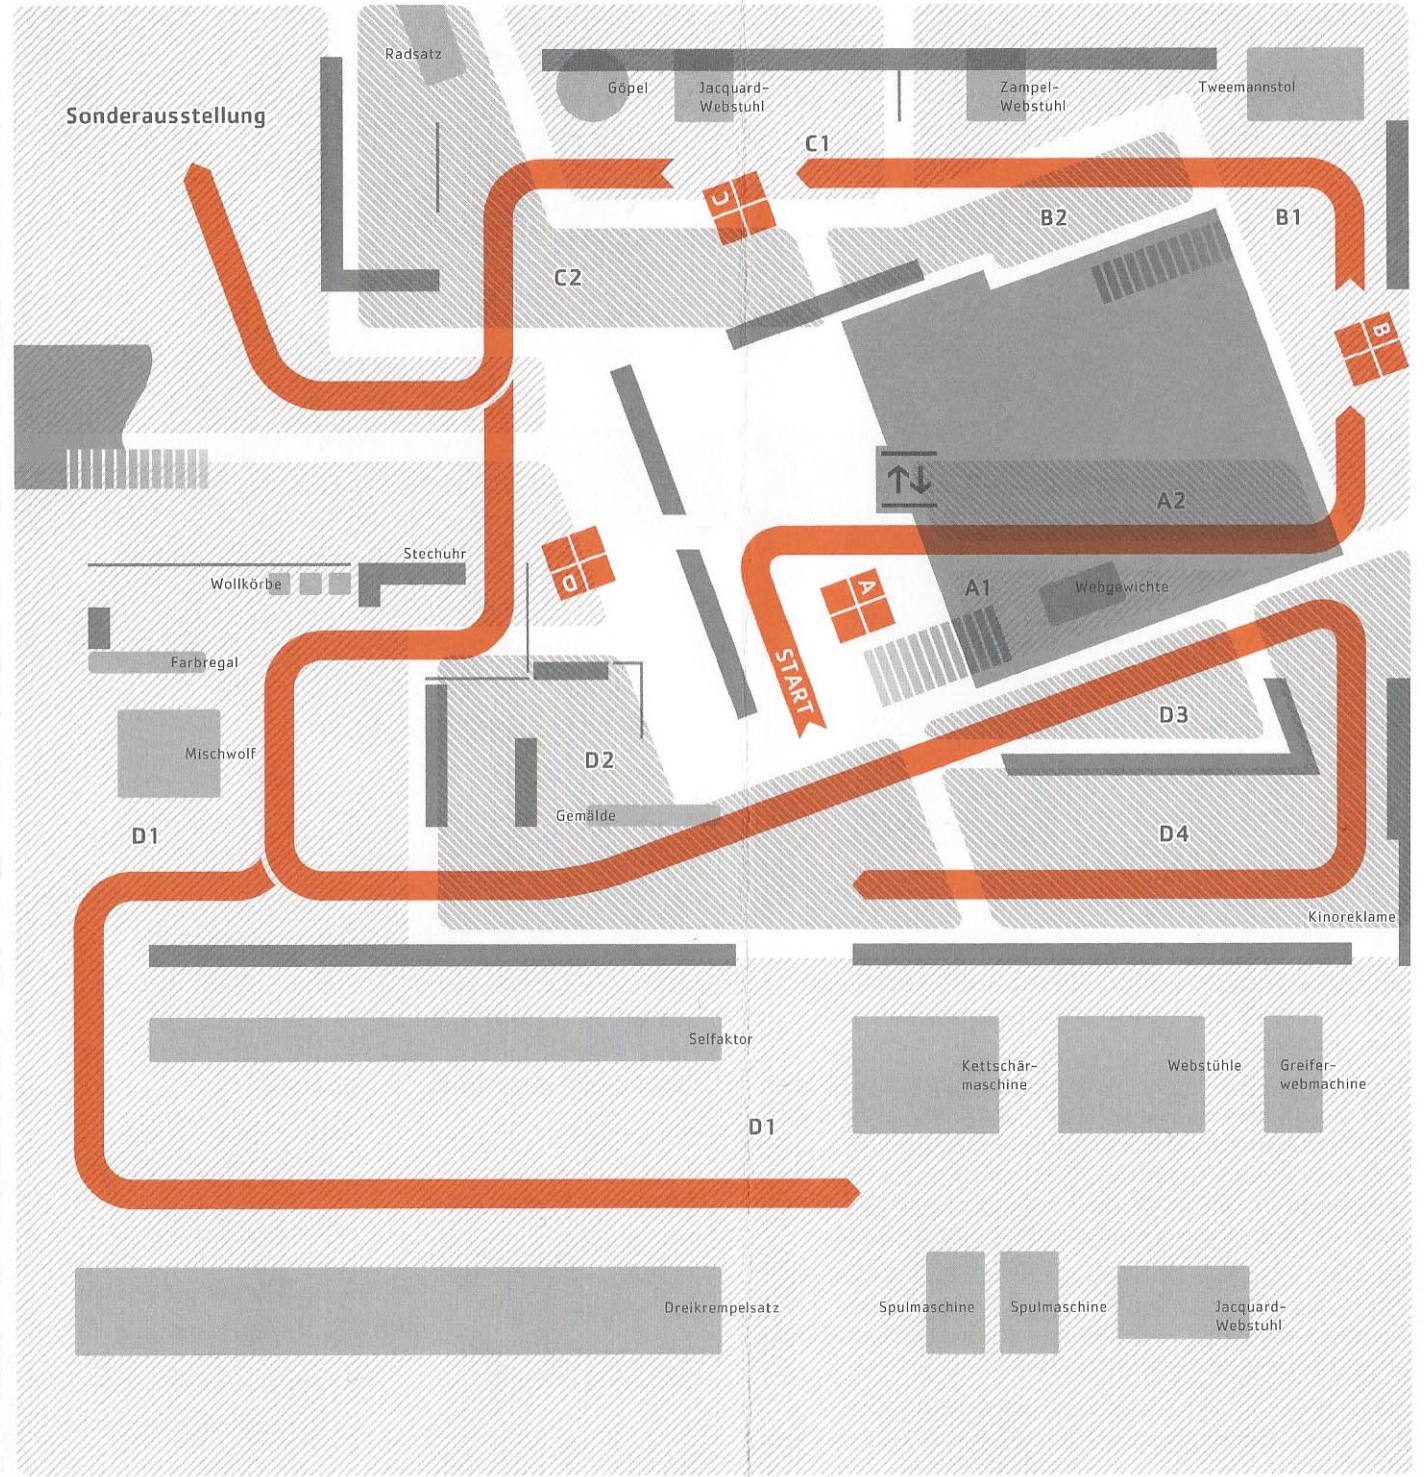 Radsatz
Göpel
Jacquard-
Webstuhl
Zampel-
Webstuhl
Tweemannstol
Sonderausstellung
C1
C
B2
B1
C2
B
A2
Stechuhr
Wollkörbe
D
A
A1
Webgewichte
Farbregal
START
D3
Mischwolf
D2
Gemälde
D1
D4
Kinoreklame
Selfaktor
Kettschär-
maschine
Webstühle
Greifer-
webmachine
D1
Dreikrempelsatz
Spulmaschine
Spulmaschine
Jacquard-
Webstuhl